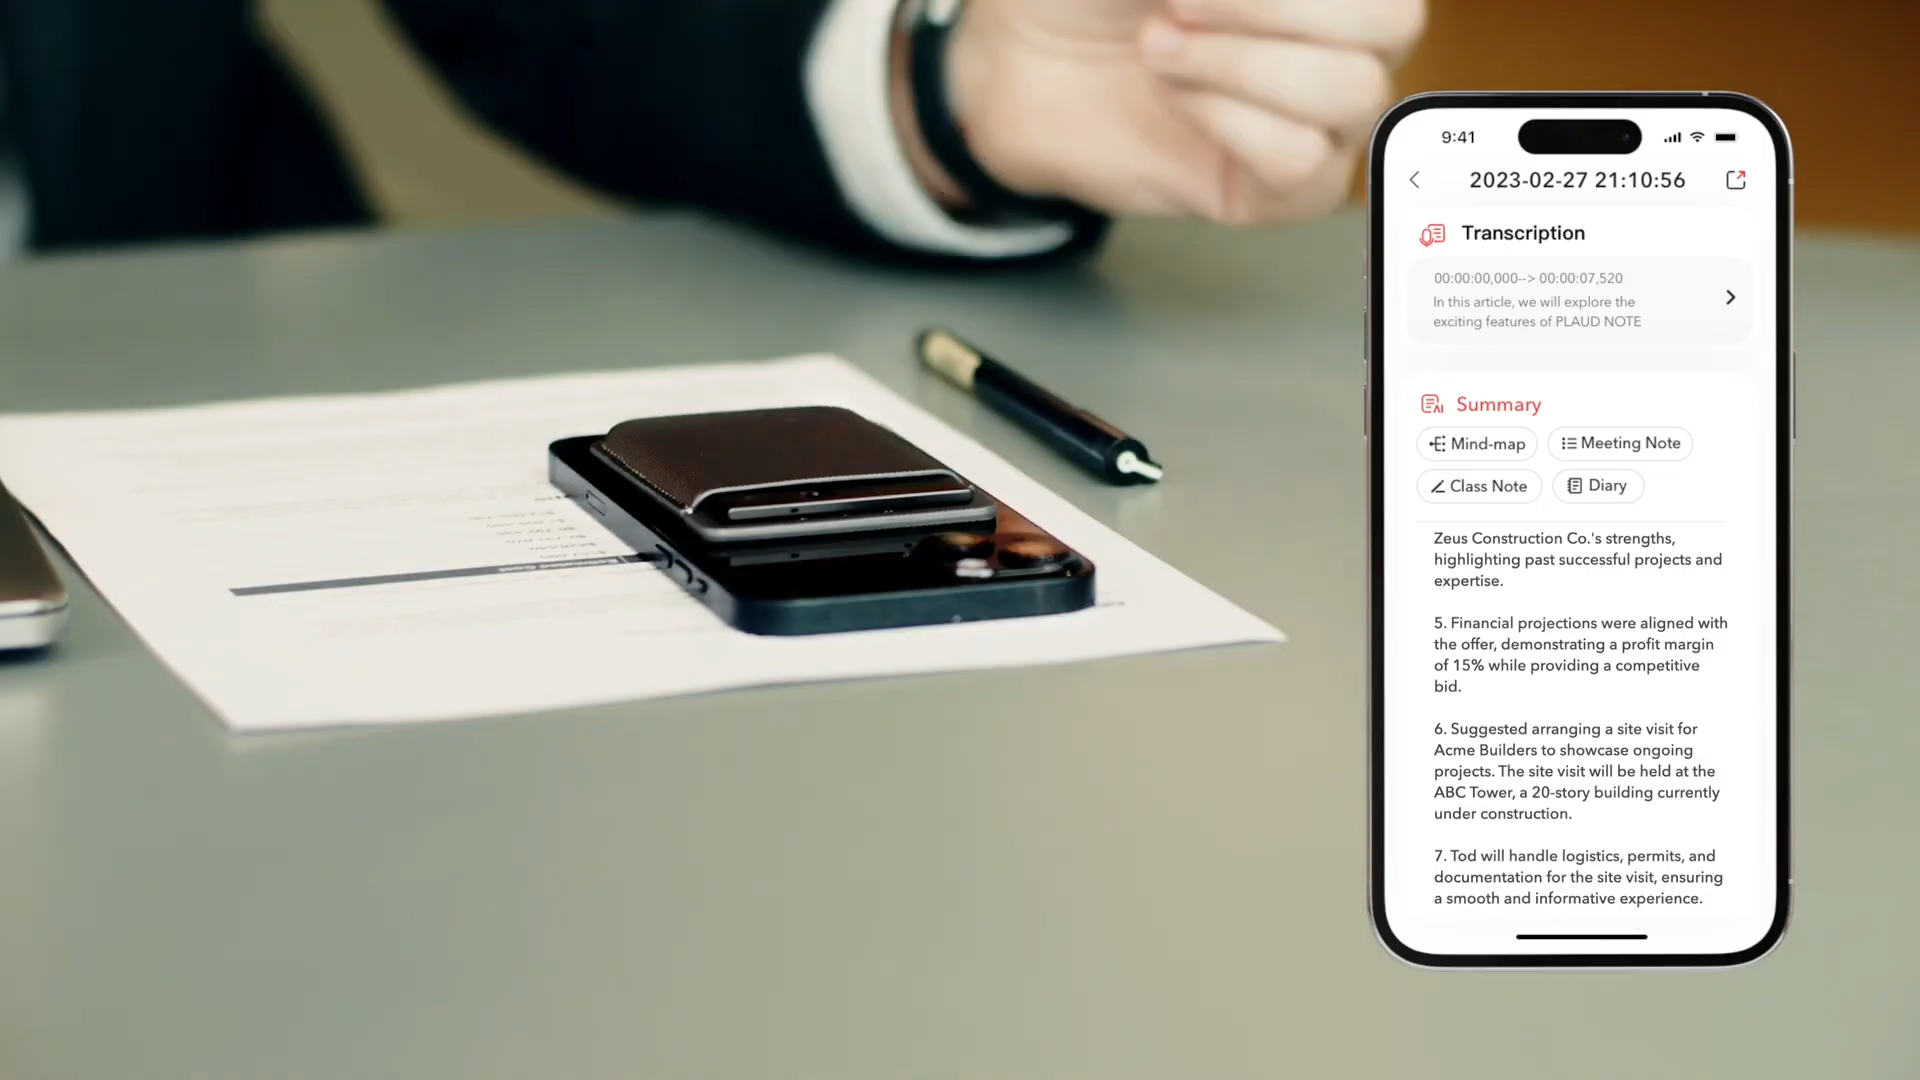 9:41
2023-02-27 21:10:56
Transcription
00:00:00,000--> 00:00:07,520
In this article, we will explore the
exciting features of PLAUD NOTE
Summary
Mind-map
Meeting Note
Class Note
Diary
Zeus Construction Co.'s strengths,
highlighting past successful projects and
expertise.
5. Financial projections were aligned with
the offer, demonstrating a profit margin
of 15% while providing a competitive
bid.
6. Suggested arranging a site visit for
Acme Builders to showcase ongoing
projects. The site visit will be held at the
ABC Tower, a 20-story building currently
under construction.
7. Tod will handle logistics, permits, and
documentation for the site visit, ensuring
a smooth and informative experience.